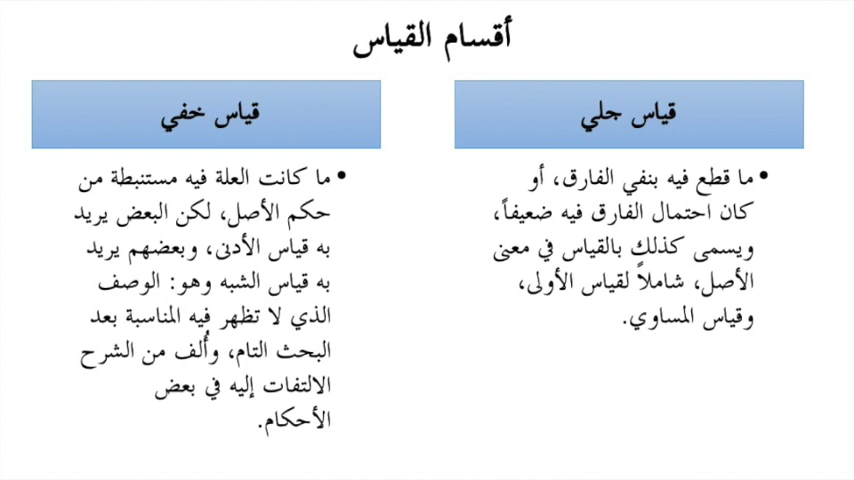 أقسام القياس
قياس جلي
• ما قطع فيه بنفي الفارق، أو
كان احتمال الفارق فيه ضعيفاً،
ويسمى كذلك بالقياس في معنى
الأصل، شاملاً لقياس الأولى،
وقياس المساوي.
قياس خفي
• ما كانت العلة فيه مستنبطة من
حكم الأصل، لكن البعض يريد
به قياس الأدنى، وبعضهم يريد
به قياس الشبه وهو: الوصف
الذي لا تظهر فيه المناسبة بعد
البحث التام، وأُلف من الشرح
الالتفات إليه في بعض
الأحكام.